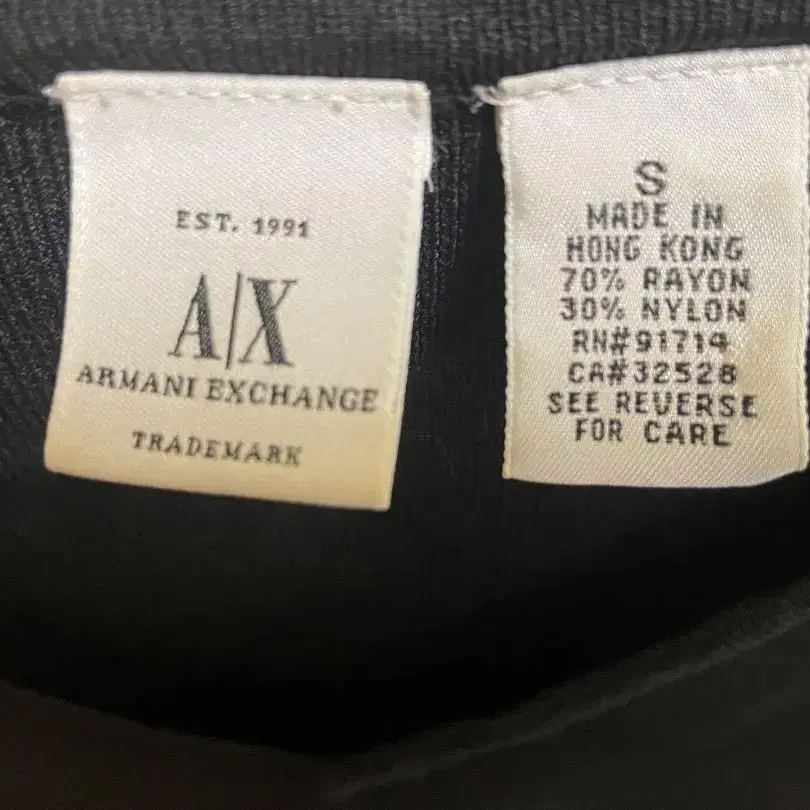 EST. 1991
A|X
ARMANI EXCHANGE
TRADEMARK
S
MADE IN
HONG KONG
70% RAYON
30% NYLON
RN#91714
CA#32528
SEE REVERSE
FOR CARE